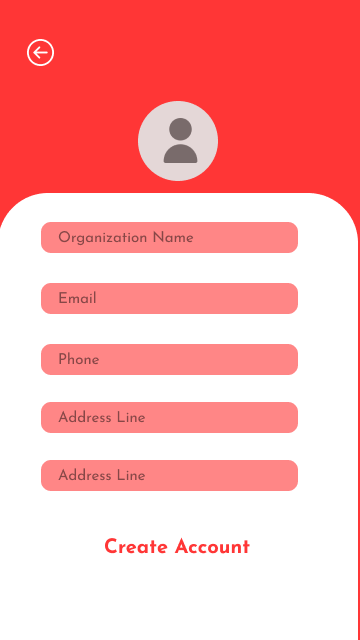 Organization Name
Email
Phone
Address Line
Address Line
Create Account